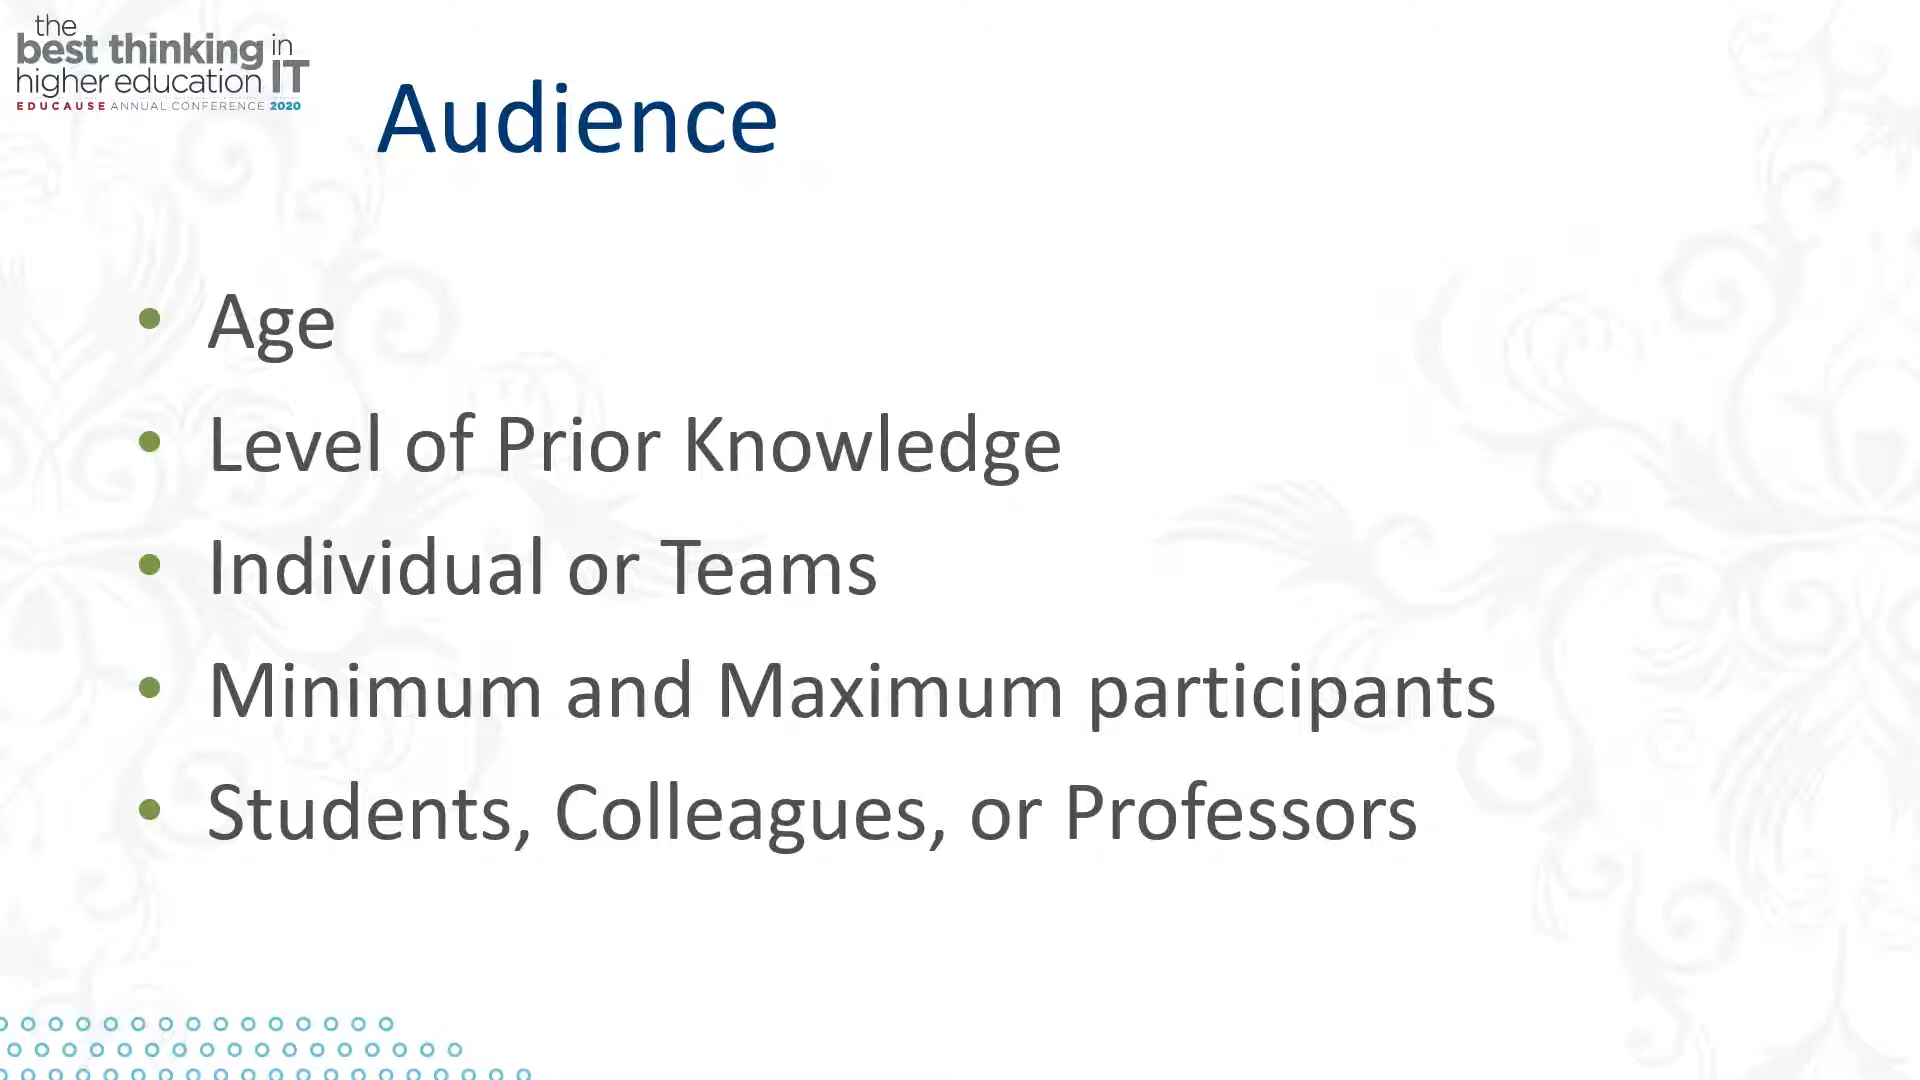 the
best thinking in
higher education IT
EDUCAUSE ANNUAL CONFERENCE 2020
Audience
• Age
• Level of Prior Knowledge
• Individual or Teams
• Minimum and Maximum participants
• Students, Colleagues, or Professors